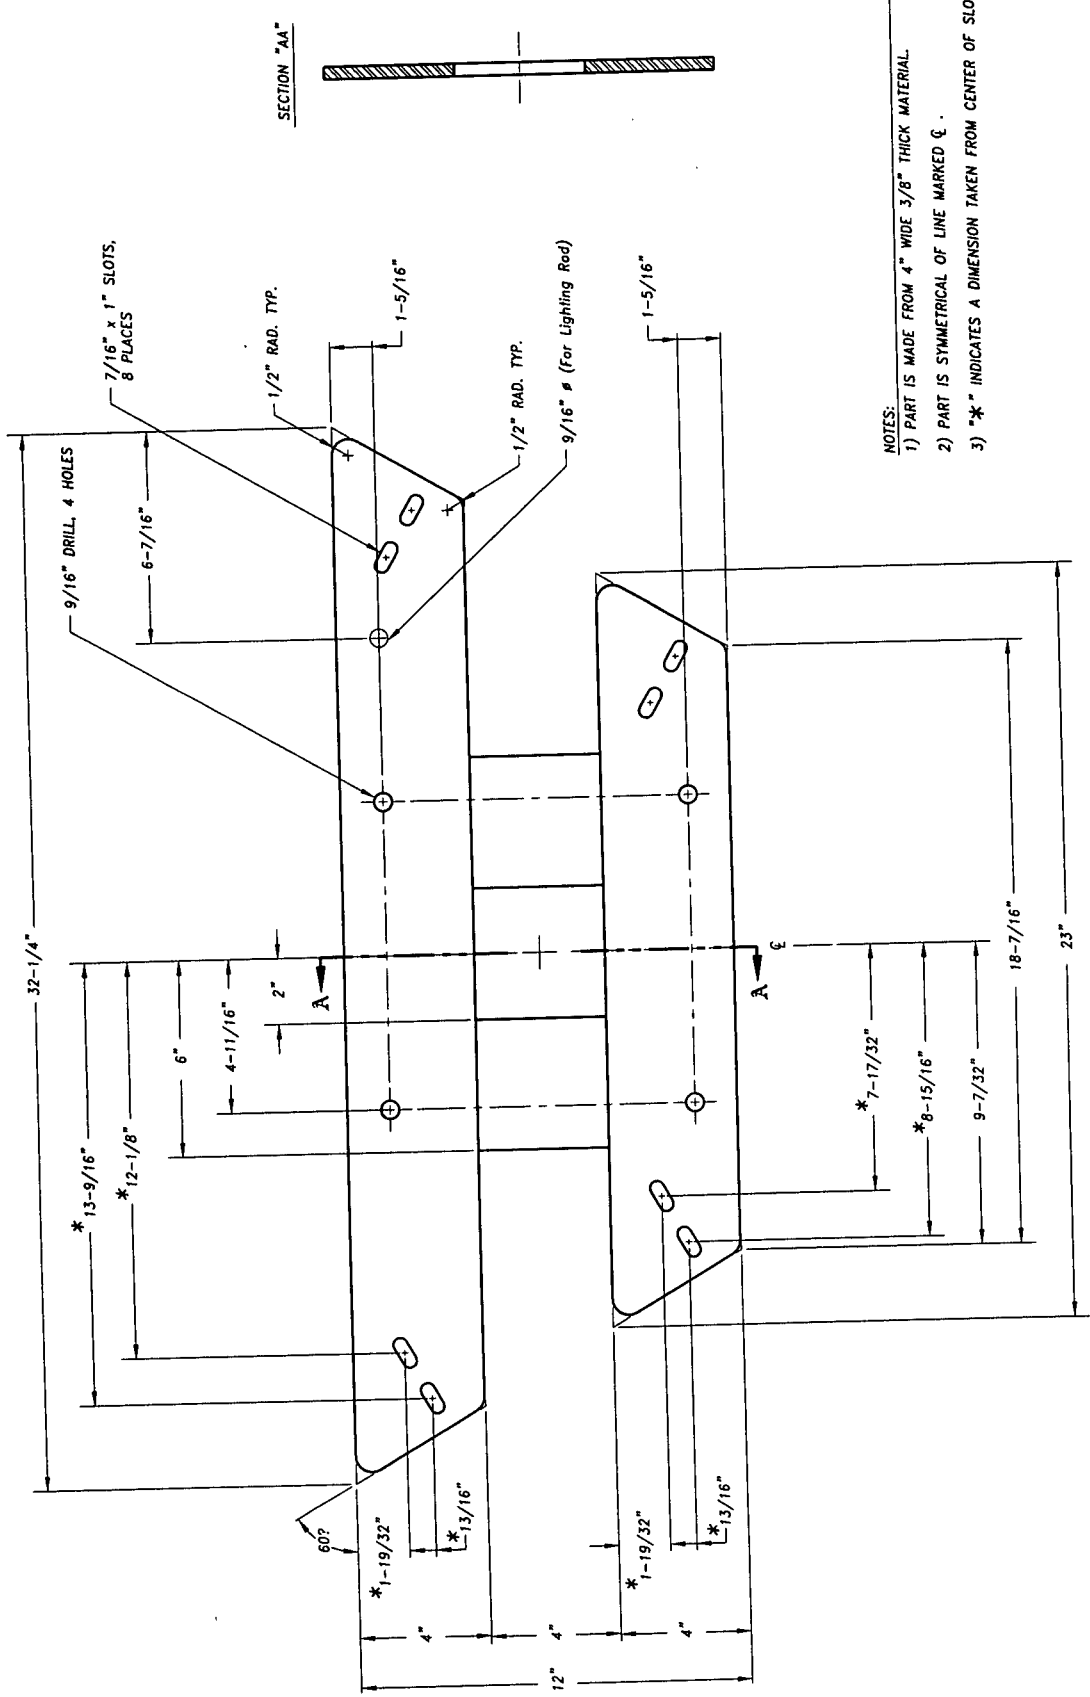 SECTION "AA"
7/16" x 1" SLOTS,
8 PLACES
9/16" DRILL, 4 HOLES
1/2" RAD. TYP.
1-5/16"
6-7/16"
1/2" RAD. TYP.
9/16" ø (For Lighting Rod)
1-5/16"
32-1/4"
*13-9/16"
*12-1/8"
6"
4-11/16"
2"
A
A
℄
*7-17/32"
*8-15/16"
9-7/32"
18-7/16"
23"
60?
*1-19/32"
*13/16"
*1-19/32"
*13/16"
4"
4"
4"
12"
NOTES:
1) PART IS MADE FROM 4" WIDE 3/8" THICK MATERIAL.
2) PART IS SYMMETRICAL OF LINE MARKED ℄ .
3) "*" INDICATES A DIMENSION TAKEN FROM CENTER OF SLO